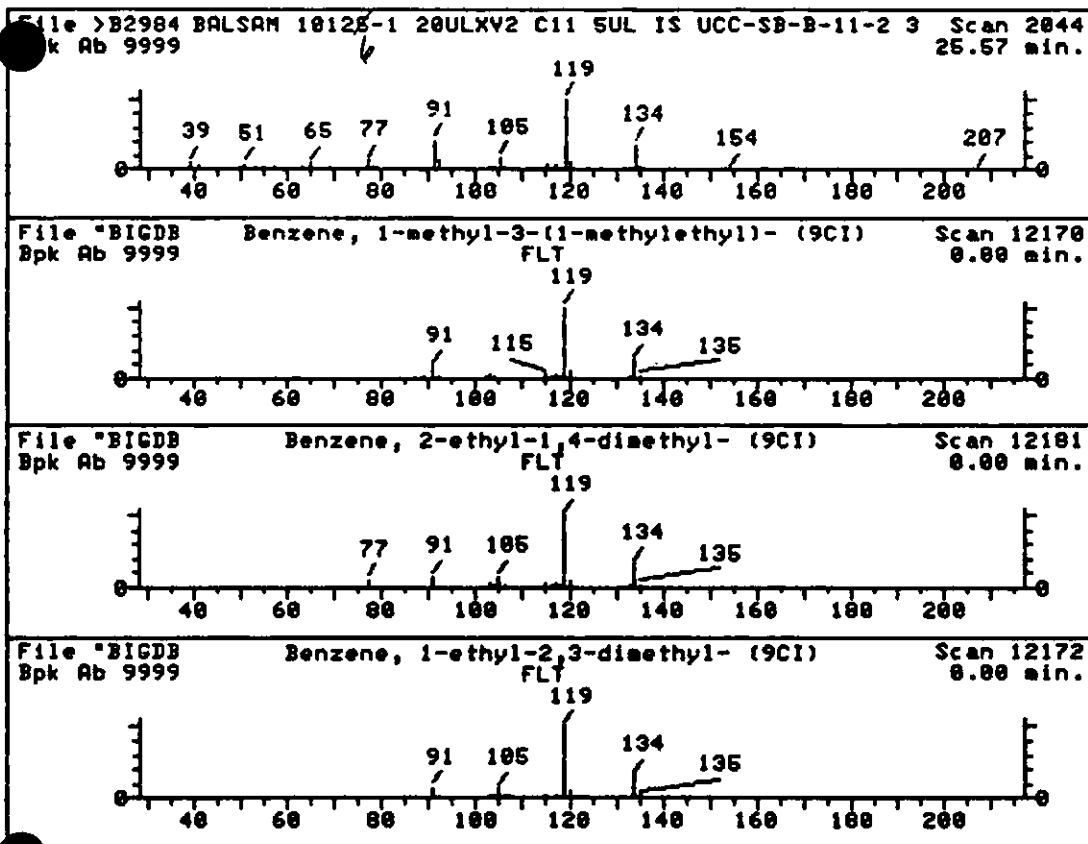 File >B2984 BALSAM 10126-1 20ULXV2 C11 5UL IS UCC-SB-B-11-2 3 Scan 2044
Bpk Ab 9999 25.57 min.
119
39 51 65 77 91 105 134 154 207
0 0
40 60 80 100 120 140 160 180 200
File *BIGDB Benzene, 1-methyl-3-(1-methylethyl)- (9CI) Scan 12170
Bpk Ab 9999 FLT 0.00 min.
119
91 115 134 135
0 0
40 60 80 100 120 140 160 180 200
File *BIGDB Benzene, 2-ethyl-1,4-dimethyl- (9CI) Scan 12181
Bpk Ab 9999 FLT 0.00 min.
119
77 91 105 134 135
0 0
40 60 80 100 120 140 160 180 200
File *BIGDB Benzene, 1-ethyl-2,3-dimethyl- (9CI) Scan 12172
Bpk Ab 9999 FLT 0.00 min.
119
91 105 134 135
0 0
40 60 80 100 120 140 160 180 200